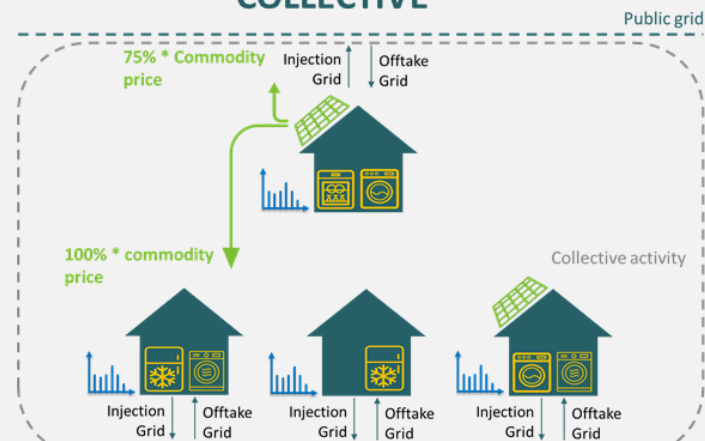 COLLECTIVE
Public grid
75% * Commodity
price
Injection
Grid
Offtake
Grid
100% * commodity
price
Collective activity
Injection
Grid
Offtake
Grid
Injection
Grid
Offtake
Grid
Injection
Grid
Offtake
Grid